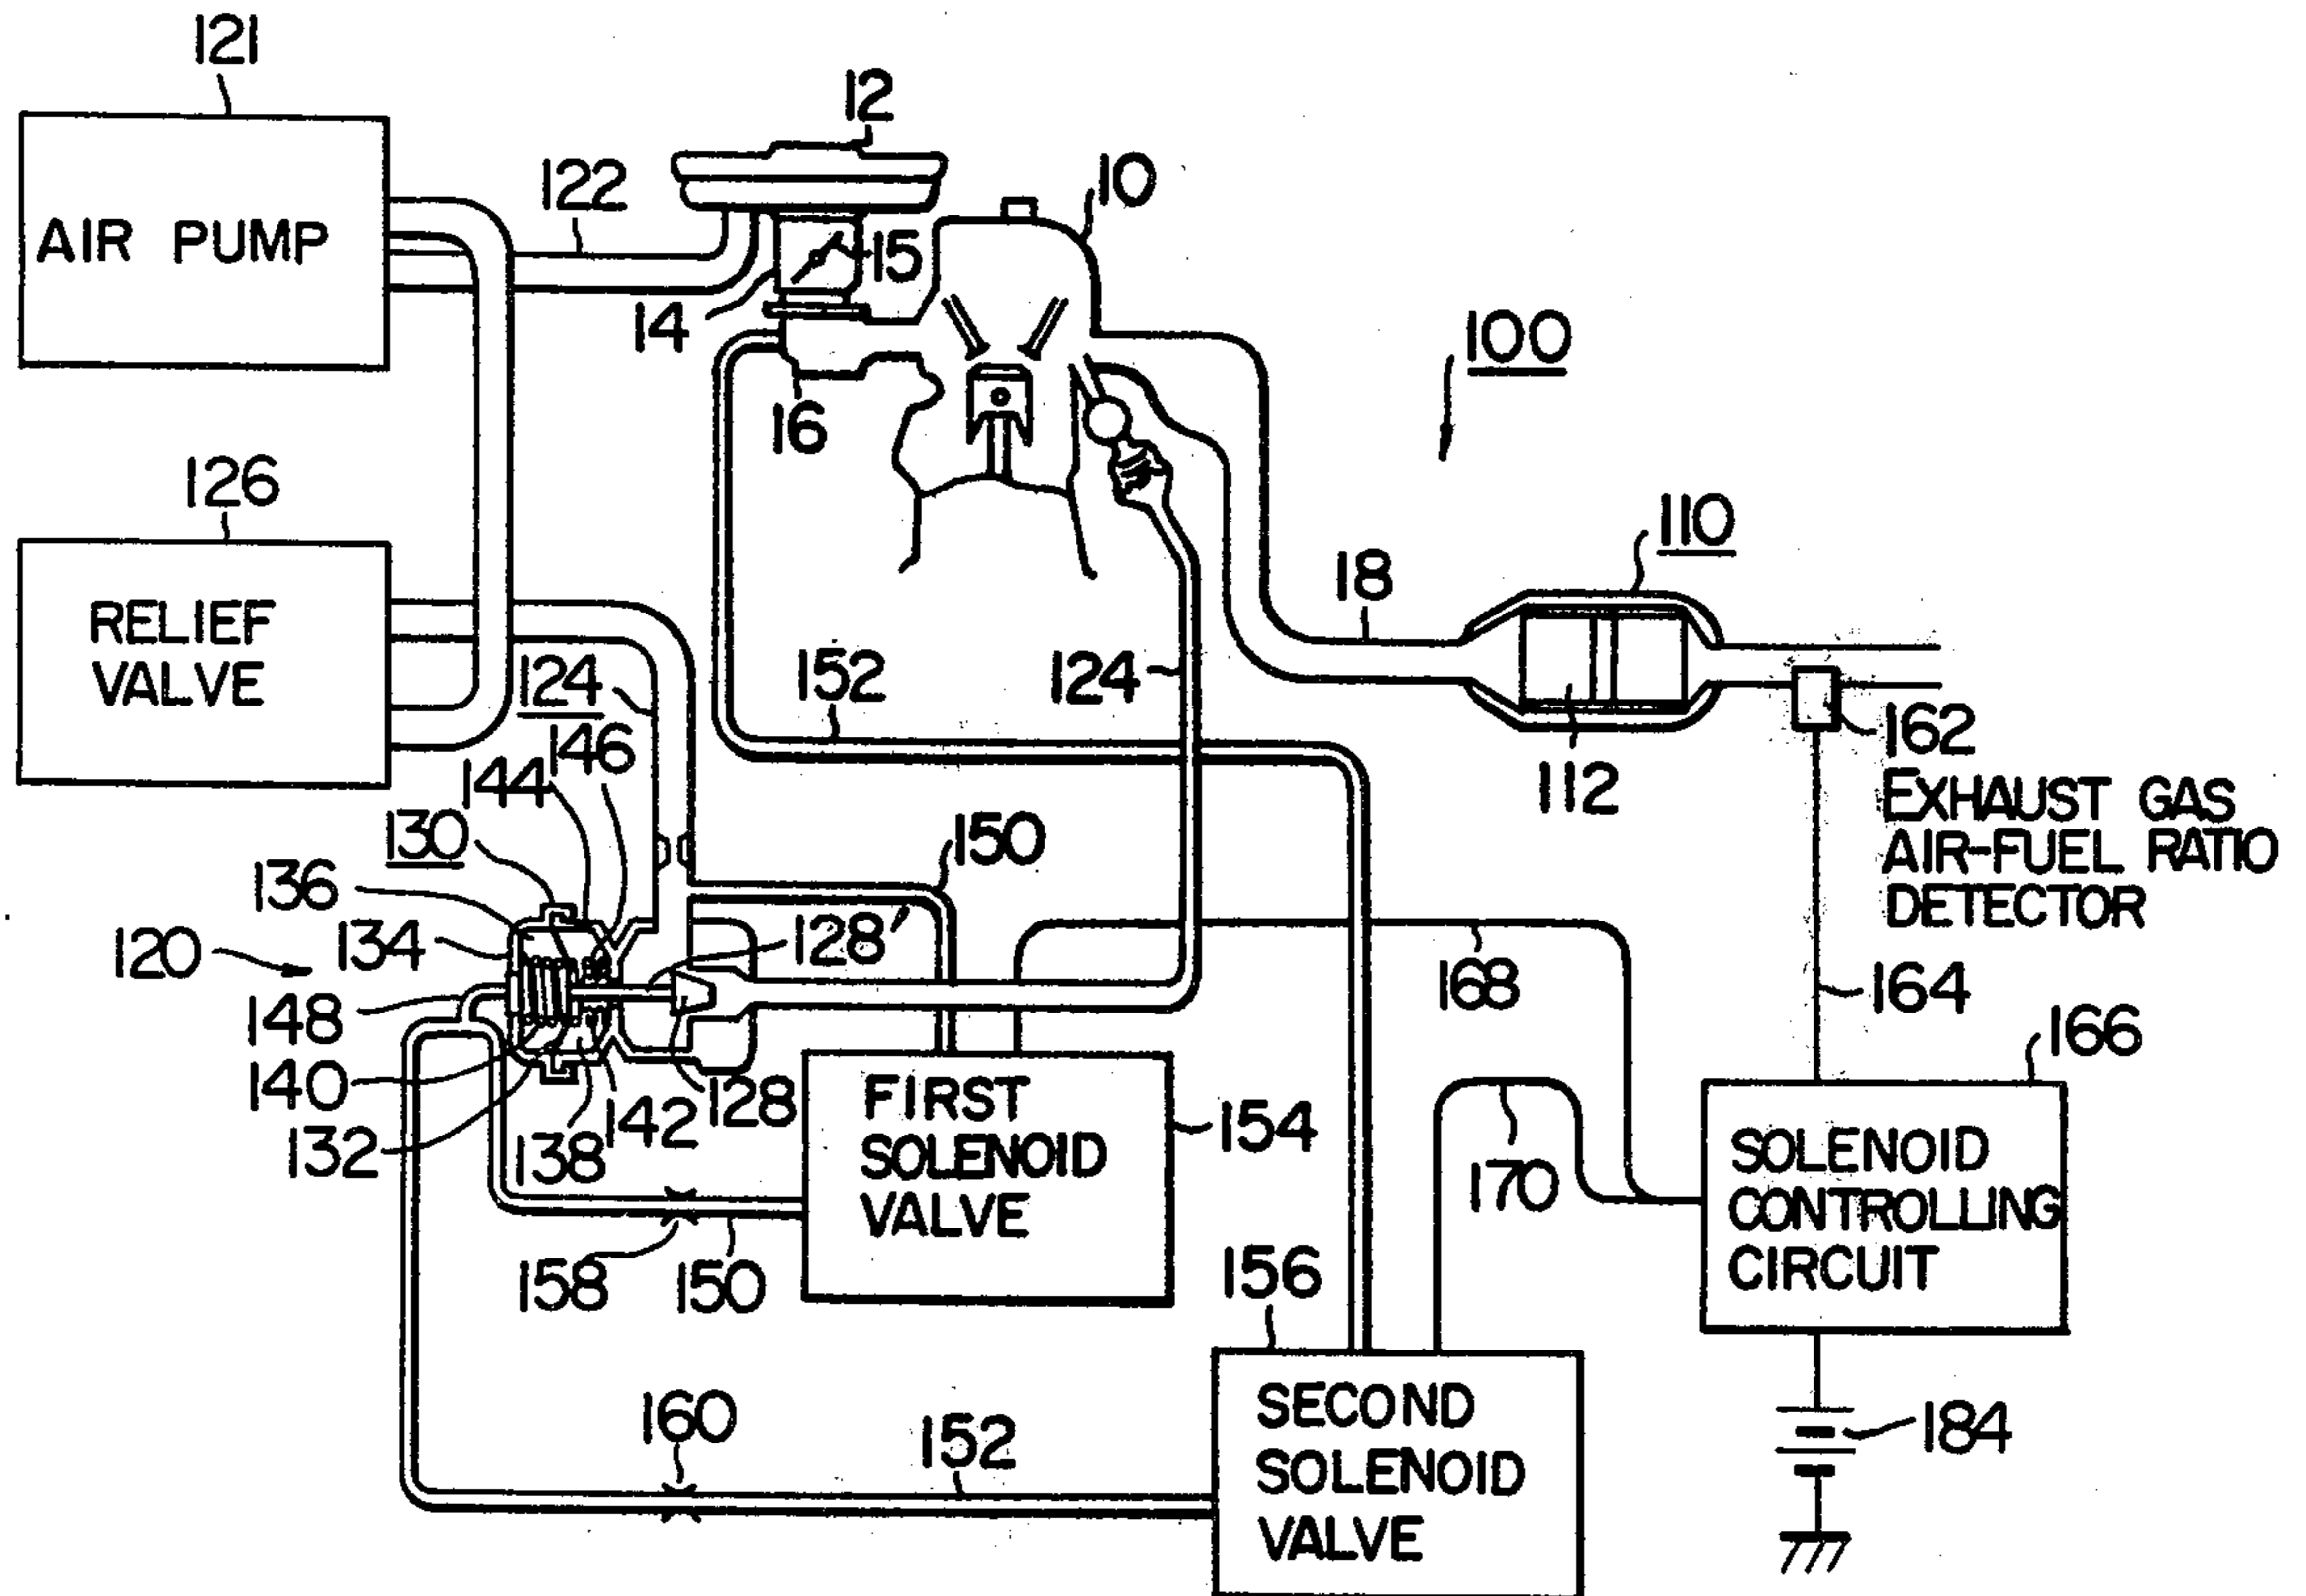 121
12
122
10
AIR PUMP
15
14
100
16
126
110
18
RELIEF
VALVE
152
124
124
146
162
144
112
EXHAUST GAS
AIR-FUEL RATIO
DETECTOR
130
150
136
134
128'
120
168
164
148
166
140
128
142
132
138
FIRST
SOLENOID
VALVE
154
SOLENOID
CONTROLLING
CIRCUIT
170
158
150
156
160
152
SECOND
SOLENOID
VALVE
184